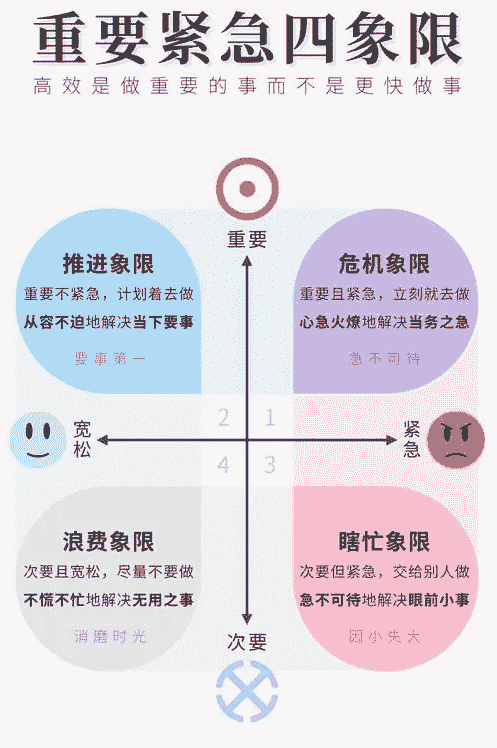 重要紧急四象限
高效是做重要的事而不是更快做事
重要
推进象限
重要不紧急，计划着去做
从容不迫地解决当下要事
要事第一
危机象限
重要且紧急，立刻就去做
心急火燎地解决当务之急
急不可待
2 1
宽松
紧急
4 3
浪费象限
次要且宽松，尽量不要做
不慌不忙地解决无用之事
消磨时光
瞎忙象限
次要但紧急，交给别人做
急不可待地解决眼前小事
因小失大
次要